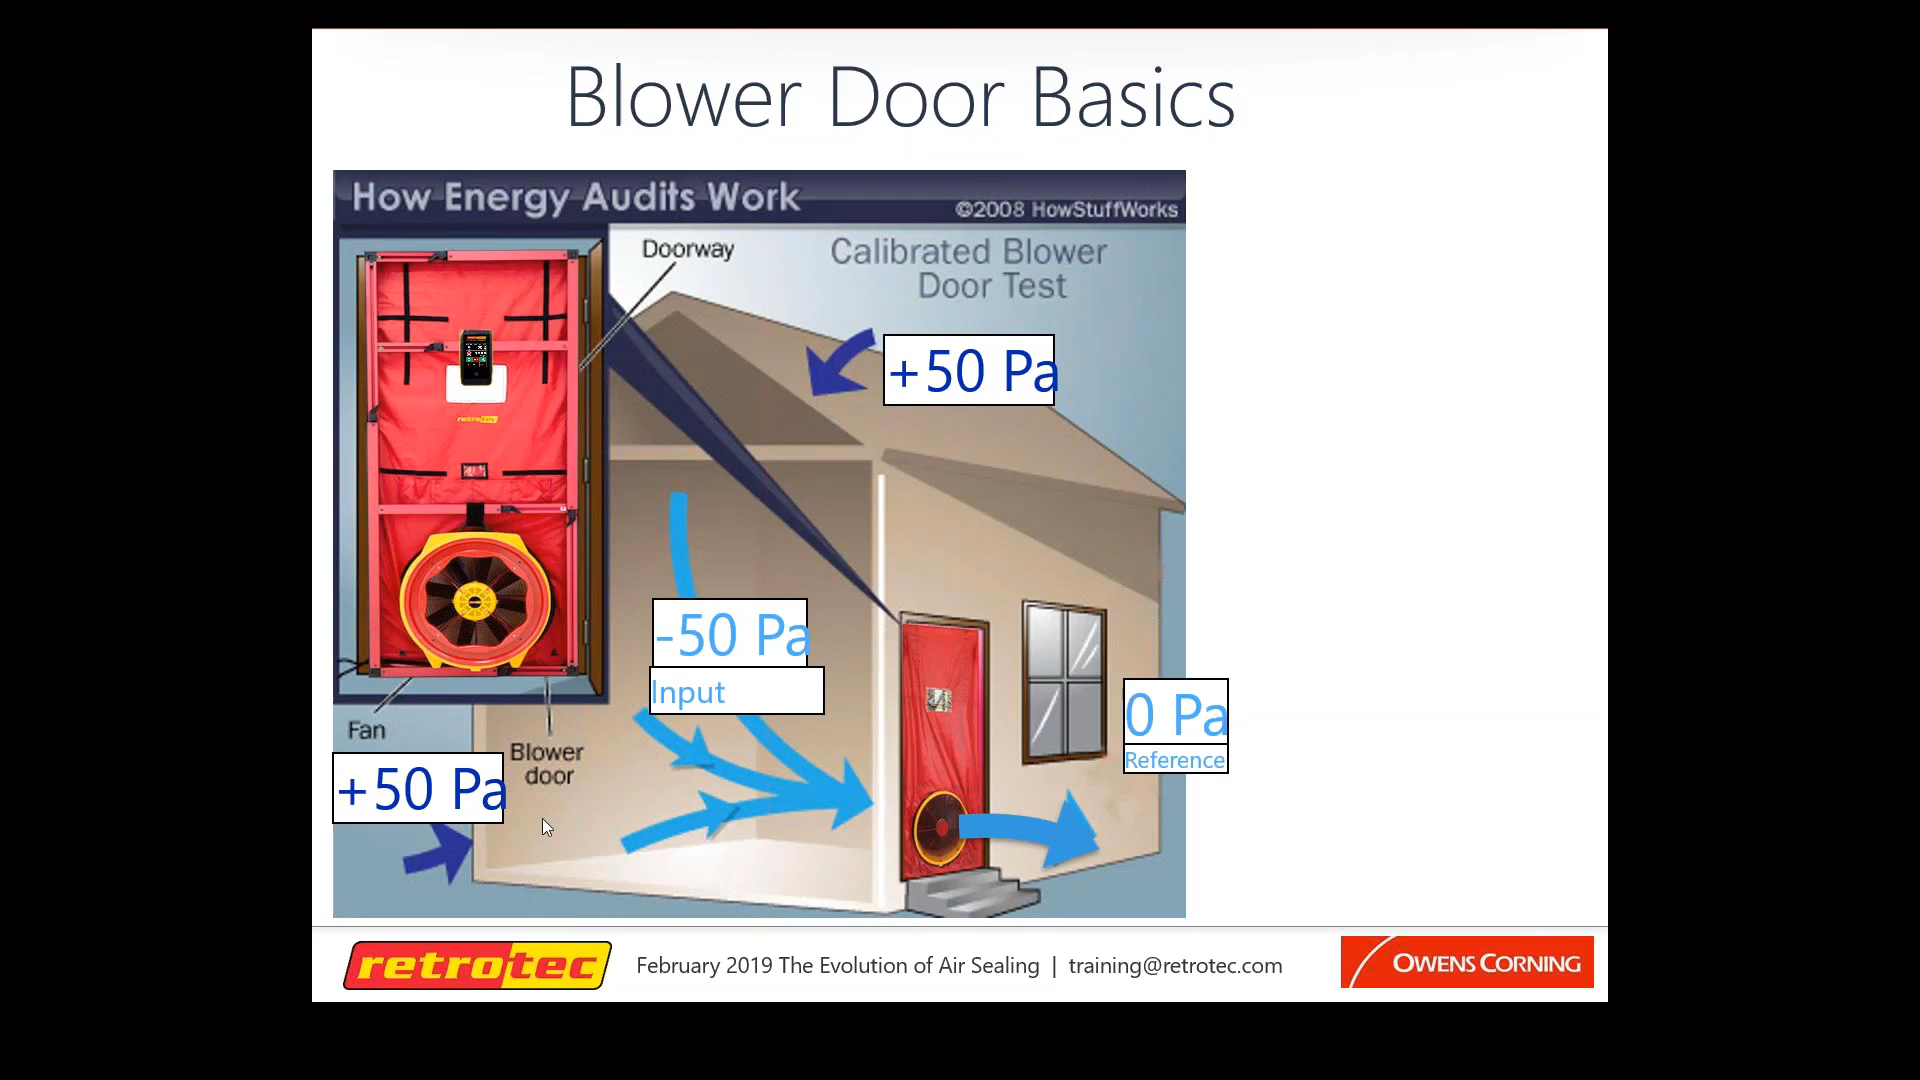 Blower Door Basics
How Energy Audits Work
©2008 HowStuffWorks
Doorway
Calibrated Blower
Door Test
+50 Pa
retrotec
-50 Pa
Input
0 Pa
Reference
Fan
Blower
door
+50 Pa
retrotec
February 2019 The Evolution of Air Sealing | training@retrotec.com
OWENS CORNING